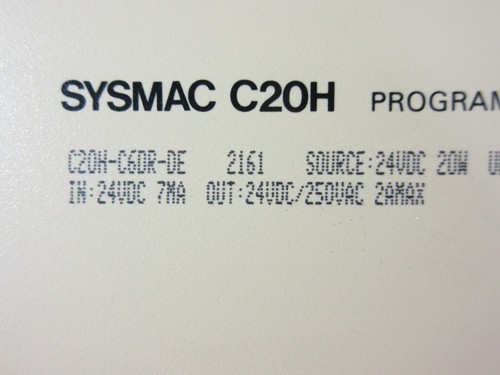 SYSMAC C20H PROGRAM
C20H-C6DR-DE 2161 SOURCE:24VDC 20W
IN:24VDC 7MA OUT:24VDC/250VAC 2AMAX